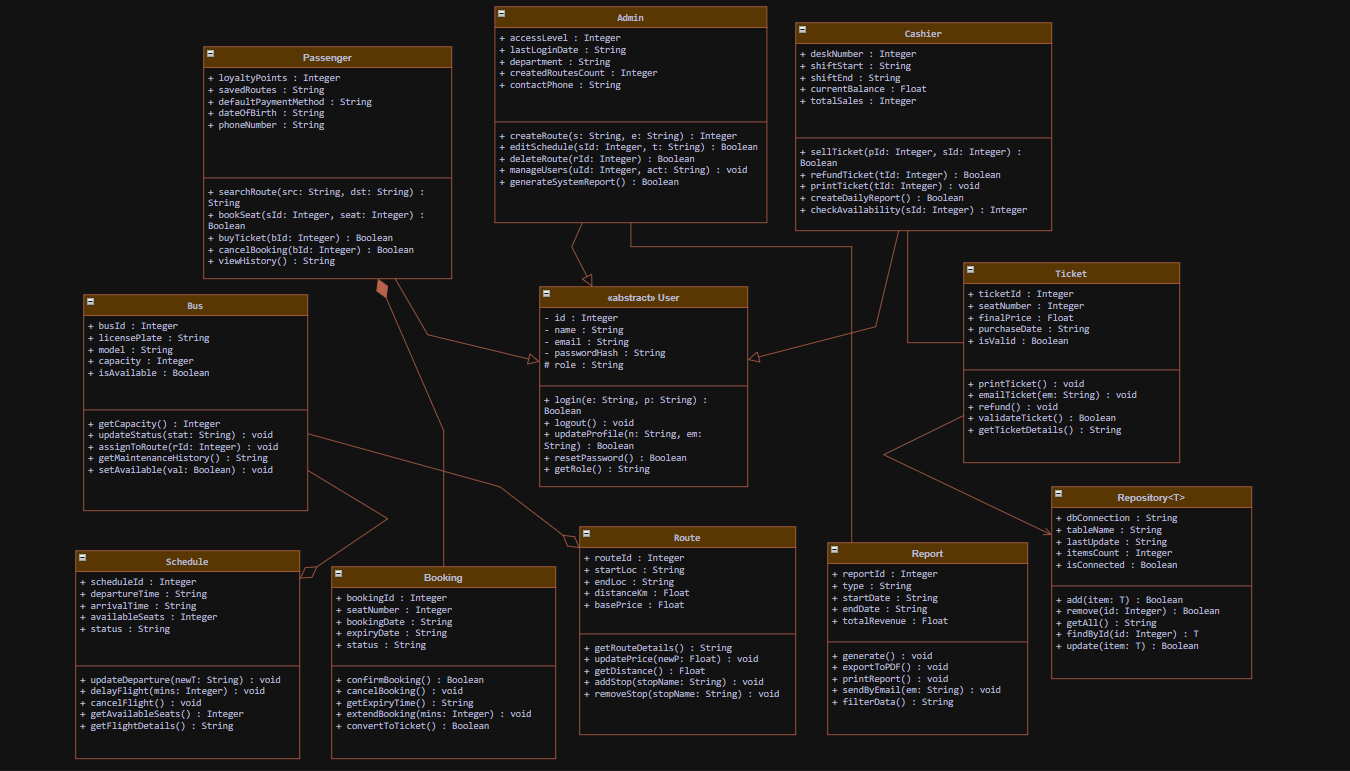 Passenger
+ loyaltyPoints : Integer
+ savedRoutes : String
+ defaultPaymentMethod : String
+ dateOfBirth : String
+ phoneNumber : String
+ searchRoute(src: String, dst: String) :
String
+ bookSeat(sId: Integer, seat: Integer) :
Boolean
+ buyTicket(bId: Integer) : Boolean
+ cancelBooking(bId: Integer) : Boolean
+ viewHistory() : String
Admin
+ accessLevel : Integer
+ lastLoginDate : String
+ department : String
+ createdRoutesCount : Integer
+ contactPhone : String
+ createRoute(s: String, e: String) : Integer
+ editSchedule(sId: Integer, t: String) : Boolean
+ deleteRoute(rId: Integer) : Boolean
+ manageUsers(uId: Integer, act: String) : void
+ generateSystemReport() : Boolean
Cashier
+ deskNumber : Integer
+ shiftStart : String
+ shiftEnd : String
+ currentBalance : Float
+ totalSales : Integer
+ sellTicket(pId: Integer, sId: Integer) :
Boolean
+ refundTicket(tId: Integer) : Boolean
+ printTicket(tId: Integer) : void
+ createDailyReport() : Boolean
+ checkAvailability(sId: Integer) : Integer
Bus
+ busId : Integer
+ licensePlate : String
+ model : String
+ capacity : Integer
+ isAvailable : Boolean
+ getCapacity() : Integer
+ updateStatus(stat: String) : void
+ assignToRoute(rId: Integer) : void
+ getMaintenanceHistory() : String
+ setAvailable(val: Boolean) : void
«abstract» User
- id : Integer
- name : String
- email : String
- passwordHash : String
# role : String
+ login(e: String, p: String) :
Boolean
+ logout() : void
+ updateProfile(n: String, em:
String) : Boolean
+ resetPassword() : Boolean
+ getRole() : String
Ticket
+ ticketId : Integer
+ seatNumber : Integer
+ finalPrice : Float
+ purchaseDate : String
+ isValid : Boolean
+ printTicket() : void
+ emailTicket(em: String) : void
+ refund() : void
+ validateTicket() : Boolean
+ getTicketDetails() : String
Schedule
+ scheduleId : Integer
+ departureTime : String
+ arrivalTime : String
+ availableSeats : Integer
+ status : String
+ updateDeparture(newT: String) : void
+ delayFlight(mins: Integer) : void
+ cancelFlight() : void
+ getAvailableSeats() : Integer
+ getFlightDetails() : String
Booking
+ bookingId : Integer
+ seatNumber : Integer
+ bookingDate : String
+ expiryDate : String
+ status : String
+ confirmBooking() : Boolean
+ cancelBooking() : void
+ getExpiryTime() : String
+ extendBooking(mins: Integer) : void
+ convertToTicket() : Boolean
Route
+ routeId : Integer
+ startLoc : String
+ endLoc : String
+ distanceKm : Float
+ basePrice : Float
+ getRouteDetails() : String
+ updatePrice(newP: Float) : void
+ getDistance() : Float
+ addStop(stopName: String) : void
+ removeStop(stopName: String) : void
Report
+ reportId : Integer
+ type : String
+ startDate : String
+ endDate : String
+ totalRevenue : Float
+ generate() : void
+ exportToPDF() : void
+ printReport() : void
+ sendByEmail(em: String) : void
+ filterData() : String
Repository<T>
+ dbConnection : String
+ tableName : String
+ lastUpdate : String
+ itemsCount : Integer
+ isConnected : Boolean
+ add(item: T) : Boolean
+ remove(id: Integer) : Boolean
+ getAll() : String
+ findById(id: Integer) : T
+ update(item: T) : Boolean